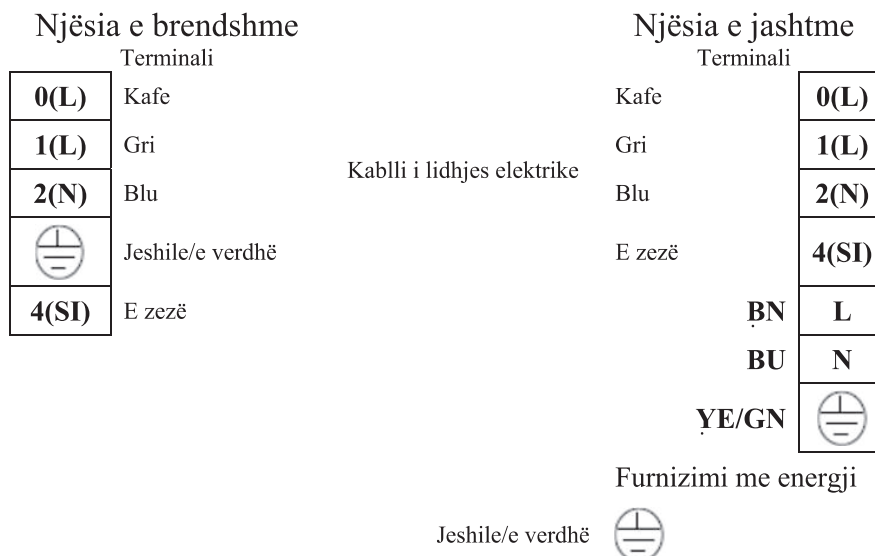 Njësia e brendshme
Terminali
0(L) Kafe
1(L) Gri
2(N) Blu
Jeshile/e verdhë
4(SI) E zezë
Kablli i lidhjes elektrike
Njësia e jashtme
Terminali
Kafe 0(L)
Gri 1(L)
Blu 2(N)
E zezë 4(SI)
BN L
BU N
YE/GN
Furnizimi me energji
Jeshile/e verdhë